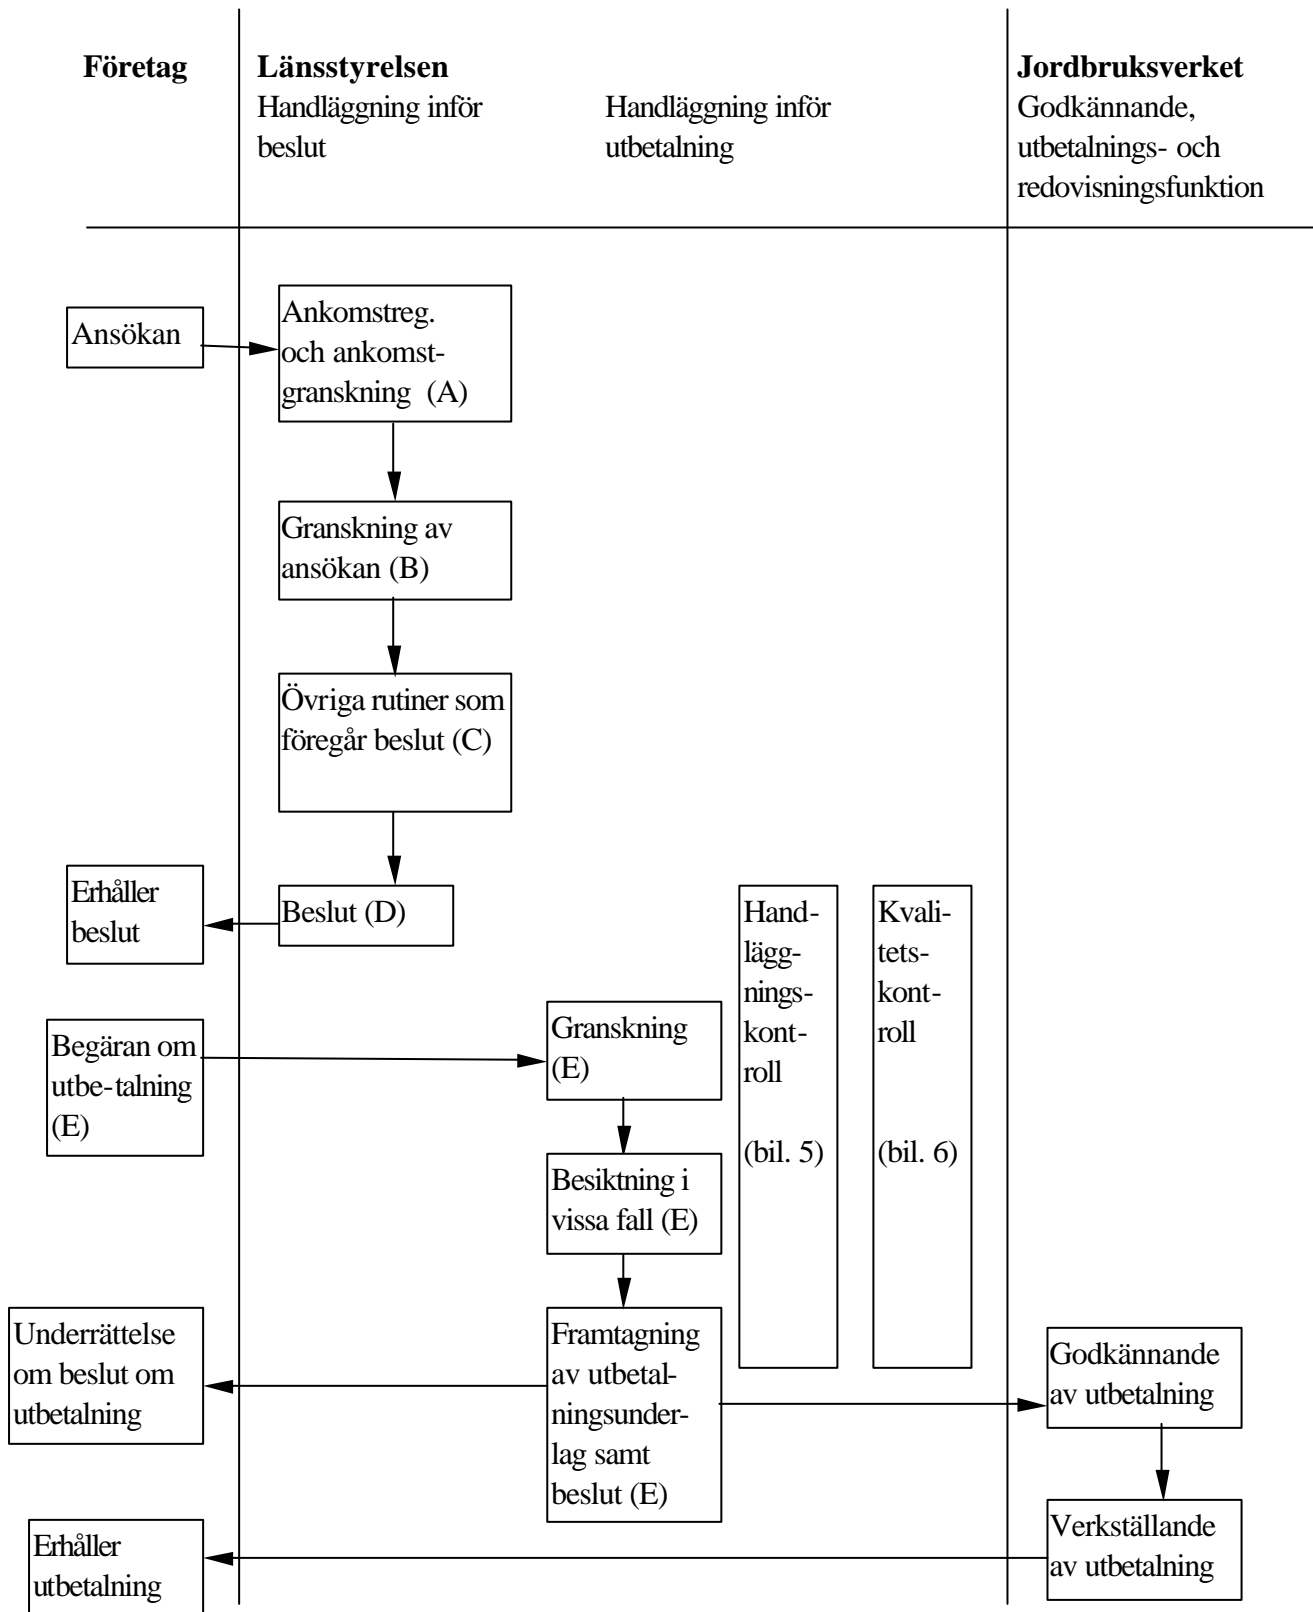 Företag
Länsstyrelsen
Handläggning inför
beslut
Handläggning inför
utbetalning
Jordbruksverket
Godkännande,
utbetalnings- och
redovisningsfunktion
Ansökan
Ankomstreg.
och ankomst-
granskning (A)
Granskning av
ansökan (B)
Övriga rutiner som
föregår beslut (C)
Erhåller
beslut
Beslut (D)
Hand-
lägg-
nings-
kont-
roll
(bil. 5)
Kvali-
tets-
kont-
roll
(bil. 6)
Begäran om
utbe-talning
(E)
Granskning
(E)
Besiktning i
vissa fall (E)
Underrättelse
om beslut om
utbetalning
Framtagning
av utbetal-
ningsunder-
lag samt
beslut (E)
Godkännande
av utbetalning
Verkställande
av utbetalning
Erhåller
utbetalning